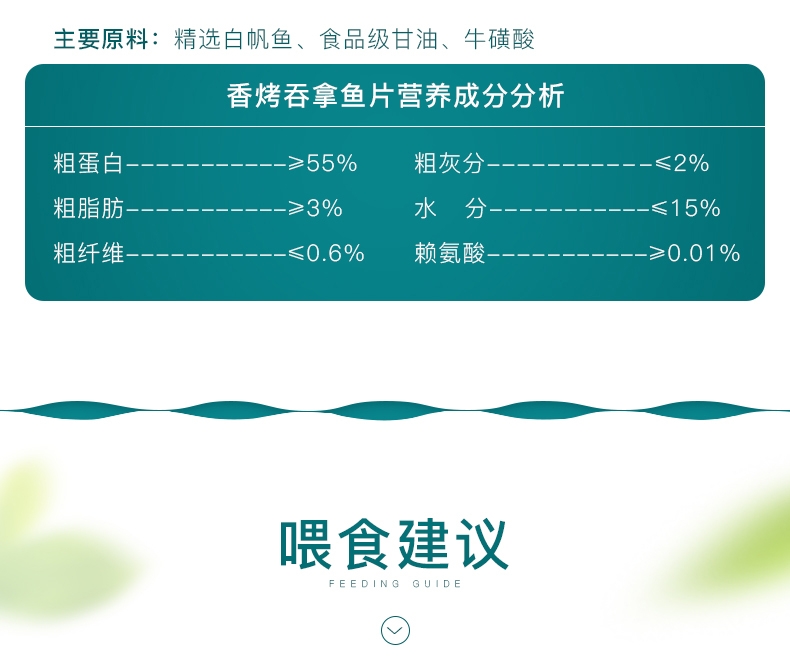 主要原料：精选白帆鱼、食品级甘油、牛磺酸
香烤吞拿鱼片营养成分分析
粗蛋白−−−−−−−−−−−⩾55%
粗灰分−−−−−−−−−−−⩽2%
粗脂肪−−−−−−−−−−−⩾3%
水 分−−−−−−−−−−−⩽15%
粗纤维−−−−−−−−−−−⩽0.6%
赖氨酸−−−−−−−−−−−⩾0.01%
喂食建议
FEEDING GUIDE